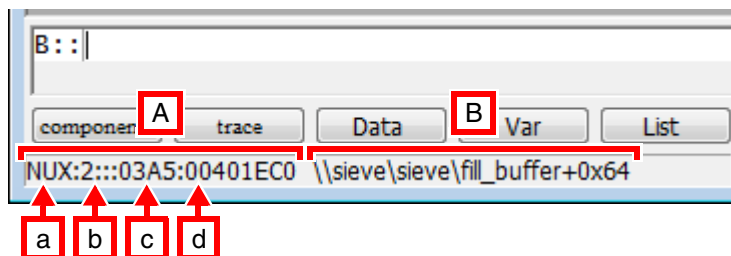 B::
A B
componen trace Data Var List
NUX:2:::03A5:00401EC0 \\sieve\sieve\fill_buffer+0x64
a b c d